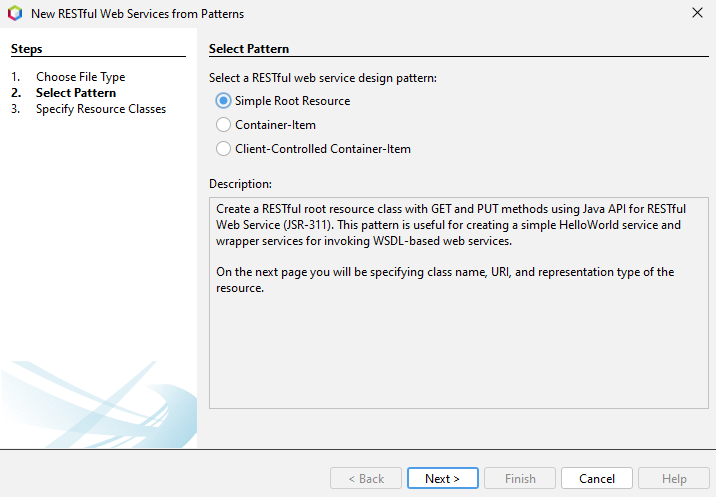 New RESTful Web Services from Patterns
Steps
1. Choose File Type
2. Select Pattern
3. Specify Resource Classes
Select Pattern
Select a RESTful web service design pattern:
Simple Root Resource
Container-Item
Client-Controlled Container-Item
Description:
Create a RESTful root resource class with GET and PUT methods using Java API for RESTful
Web Service (JSR-311). This pattern is useful for creating a simple HelloWorld service and
wrapper services for invoking WSDL-based web services.
On the next page you will be specifying class name, URI, and representation type of the
resource.
< Back
Next >
Finish
Cancel
Help